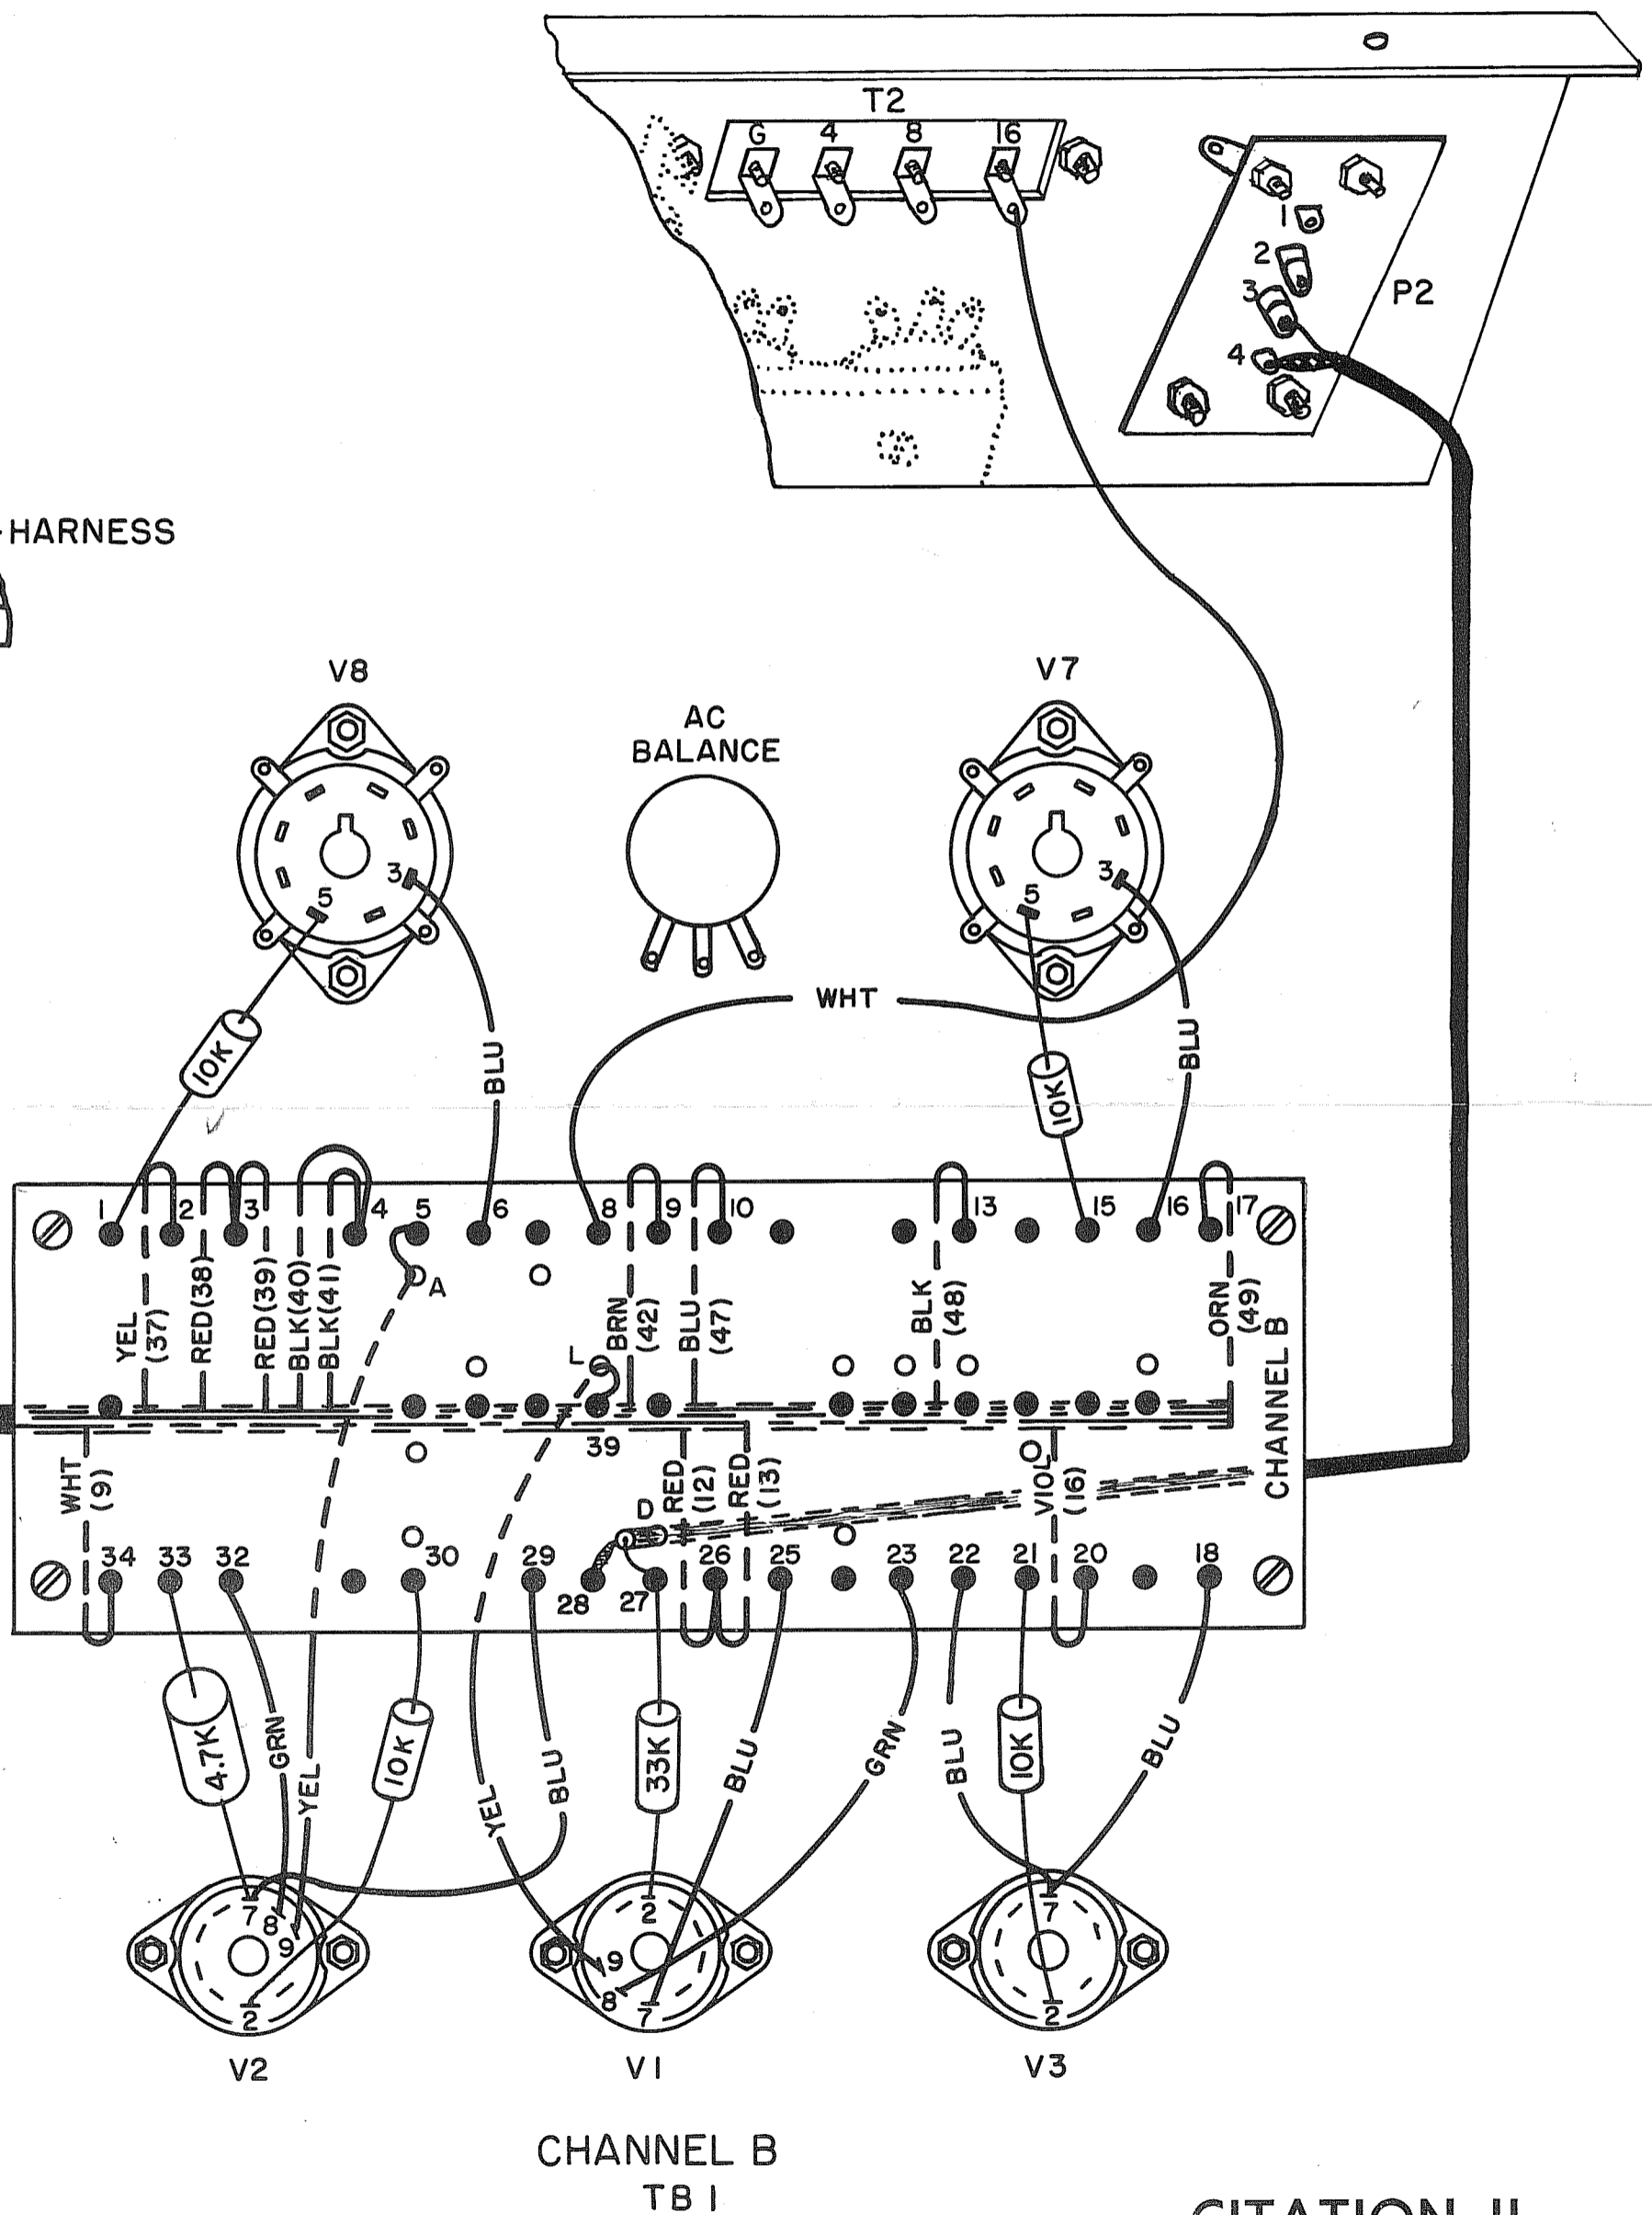 T2
G 4 8 16
1
2
3
4
P2
-HARNESS
V8
V7
AC
BALANCE
3
5
3
5
WHT
10K
BLU
10K
BLU
1 2 3 4 5 6 8 9 10 13 15 16 17
A
YEL
(37)
RED(38)
RED(39)
BLK(40)
BLK(41)
L
BRN
(42)
BLU
(47)
BLK
(48)
ORN
(49)
CHANNEL B
39
WHT
(9)
D
RED
(12)
RED
(13)
VIOL
(16)
34 33 32 30 29 28 27 26 25 23 22 21 20 18
4.7K
GRN
YEL
10K
YEL
BLU
33K
BLU
GRN
BLU
10K
BLU
7
8
9
2
2
9
8
7
7
2
V2
V1
V3
CHANNEL B
TB1
CITATION II